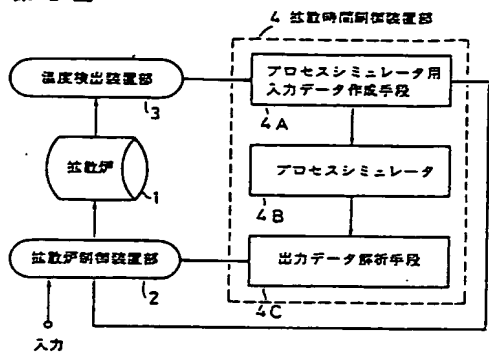 4 拡散時間制御装置部
温度検出装置部
3
プロセスシミュレータ用
入力データ作成手段
4A
拡散炉
1
プロセスシミュレータ
4B
拡散炉制御装置部
2
出力データ解析手段
4C
入力